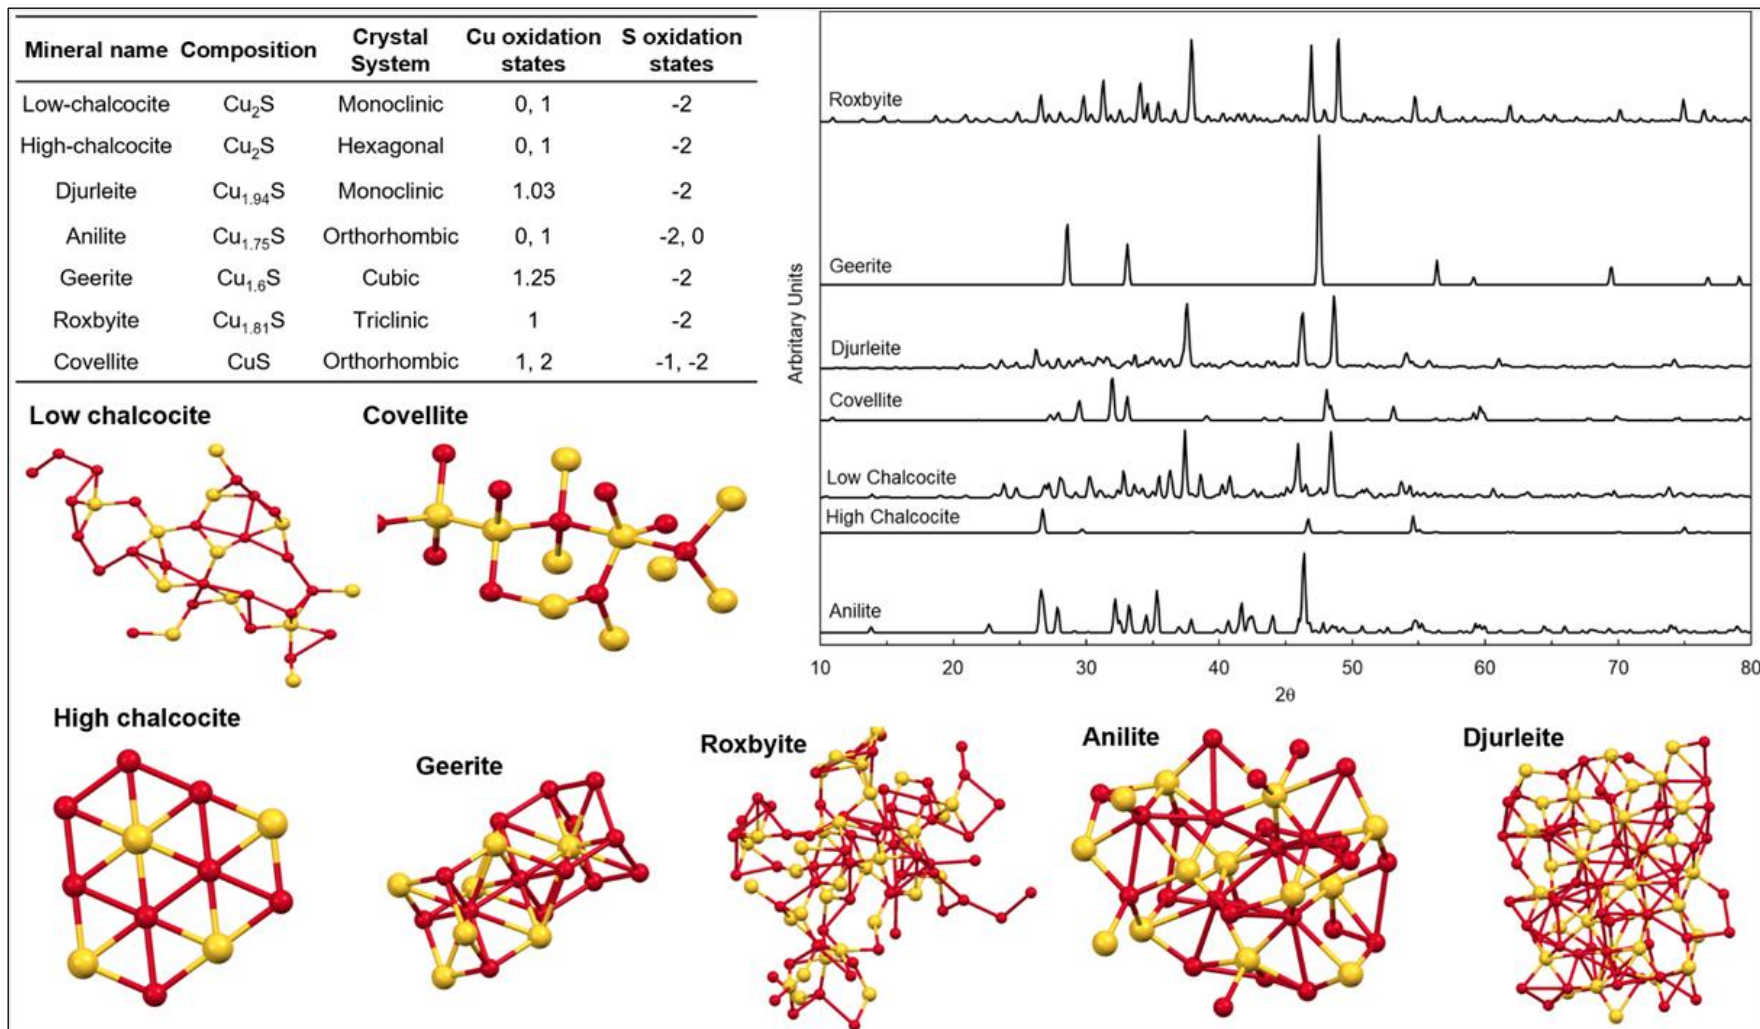 Mineral name Composition Crystal System Cu oxidation states S oxidation states
Low-chalcocite Cu₂S Monoclinic 0, 1 -2
High-chalcocite Cu₂S Hexagonal 0, 1 -2
Djurleite Cu₁.₉₄S Monoclinic 1.03 -2
Anilite Cu₁.₇₅S Orthorhombic 0, 1 -2, 0
Geerite Cu₁.₆S Cubic 1.25 -2
Roxbyite Cu₁.₈₁S Triclinic 1 -2
Covellite CuS Orthorhombic 1, 2 -1, -2
Arbritary Units
Roxbyite
Geerite
Djurleite
Covellite
Low Chalcocite
High Chalcocite
Anilite
10 20 30 40 50 60 70 80
2θ
Low chalcocite
Covellite
High chalcocite
Geerite
Roxbyite
Anilite
Djurleite